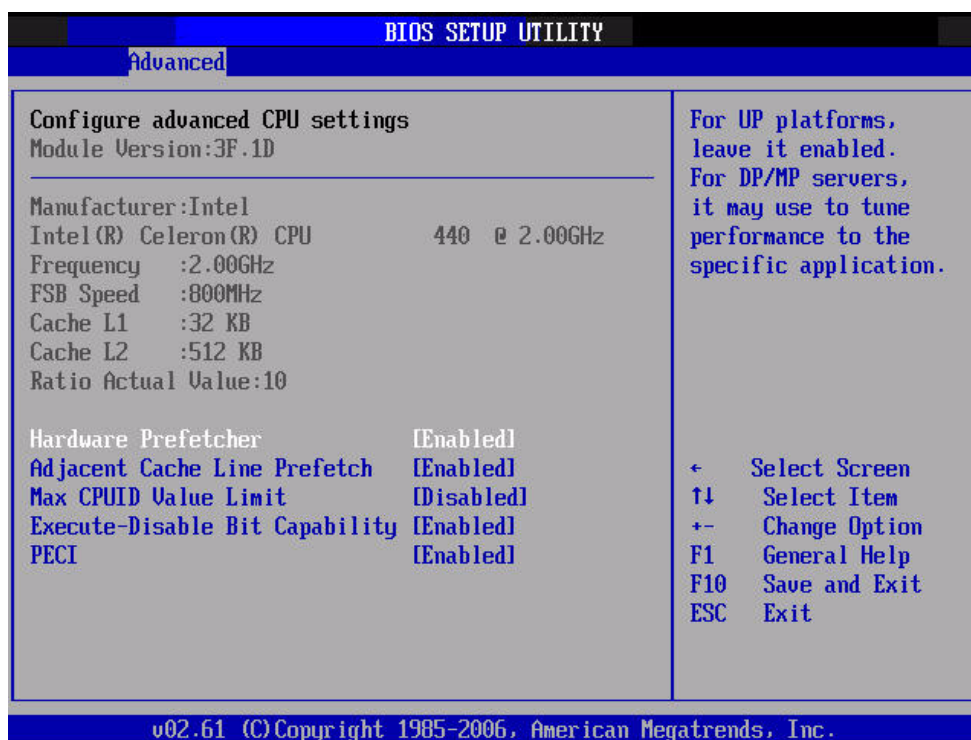 BIOS SETUP UTILITY
Advanced
Configure advanced CPU settings
Module Version:3F.1D
Manufacturer:Intel
Intel(R) Celeron(R) CPU 440 @ 2.00GHz
Frequency :2.00GHz
FSB Speed :800MHz
Cache L1 :32 KB
Cache L2 :512 KB
Ratio Actual Value:10
Hardware Prefetcher [Enabled]
Adjacent Cache Line Prefetch [Enabled]
Max CPUID Value Limit [Disabled]
Execute-Disable Bit Capability [Enabled]
PECI [Enabled]
For UP platforms,
leave it enabled.
For DP/MP servers,
it may use to tune
performance to the
specific application.
← Select Screen
↑↓ Select Item
+- Change Option
F1 General Help
F10 Save and Exit
ESC Exit
v02.61 (C)Copyright 1985-2006, American Megatrends, Inc.